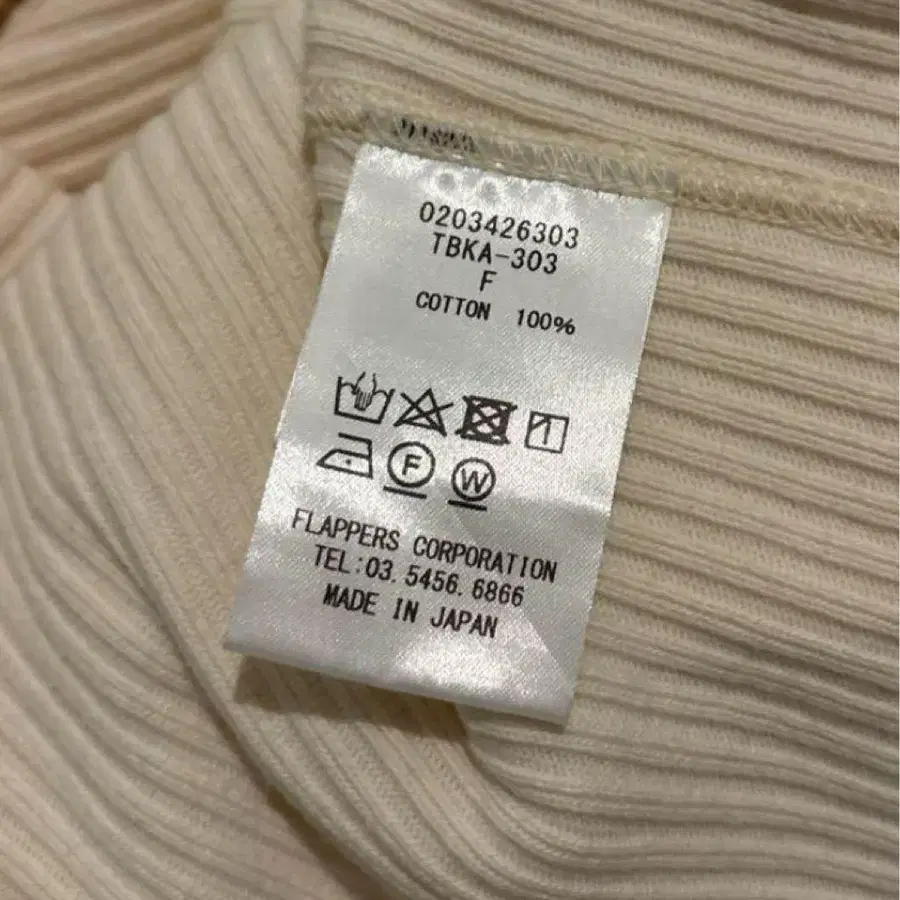 0203426303
TBKA-303
F
COTTON 100%
F W
FLAPPERS CORPORATION
TEL:03. 5456. 6866
MADE IN JAPAN